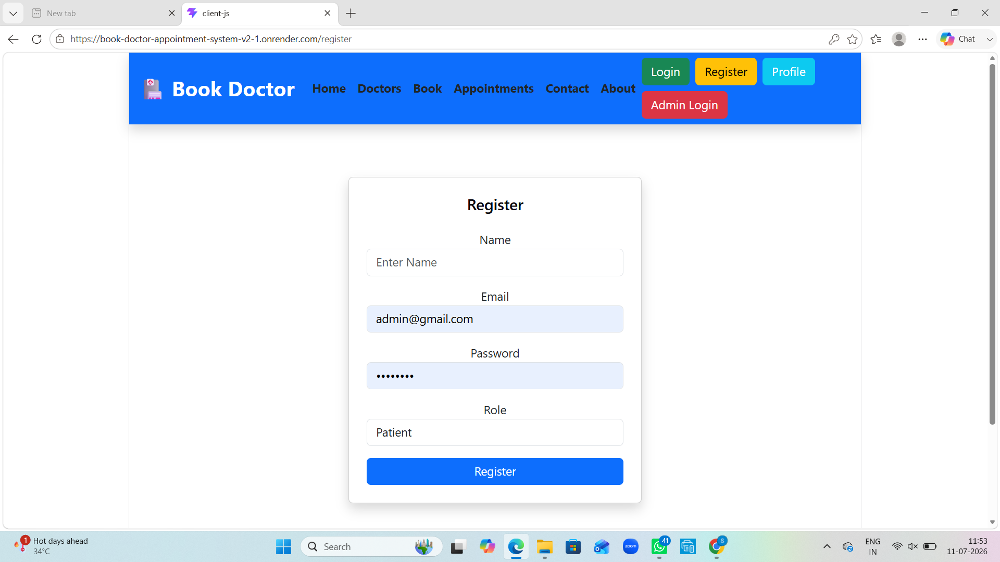 New tab
client-js
https://book-doctor-appointment-system-v2-1.onrender.com/register
Chat
Book Doctor
Home Doctors Book Appointments Contact About
Login Register Profile
Admin Login
Register
Name
Enter Name
Email
admin@gmail.com
Password
••••••••
Role
Patient
Register
1
Hot days ahead
34°C
Search
zoom
41
S
ENG
IN
11:53
11-07-2026